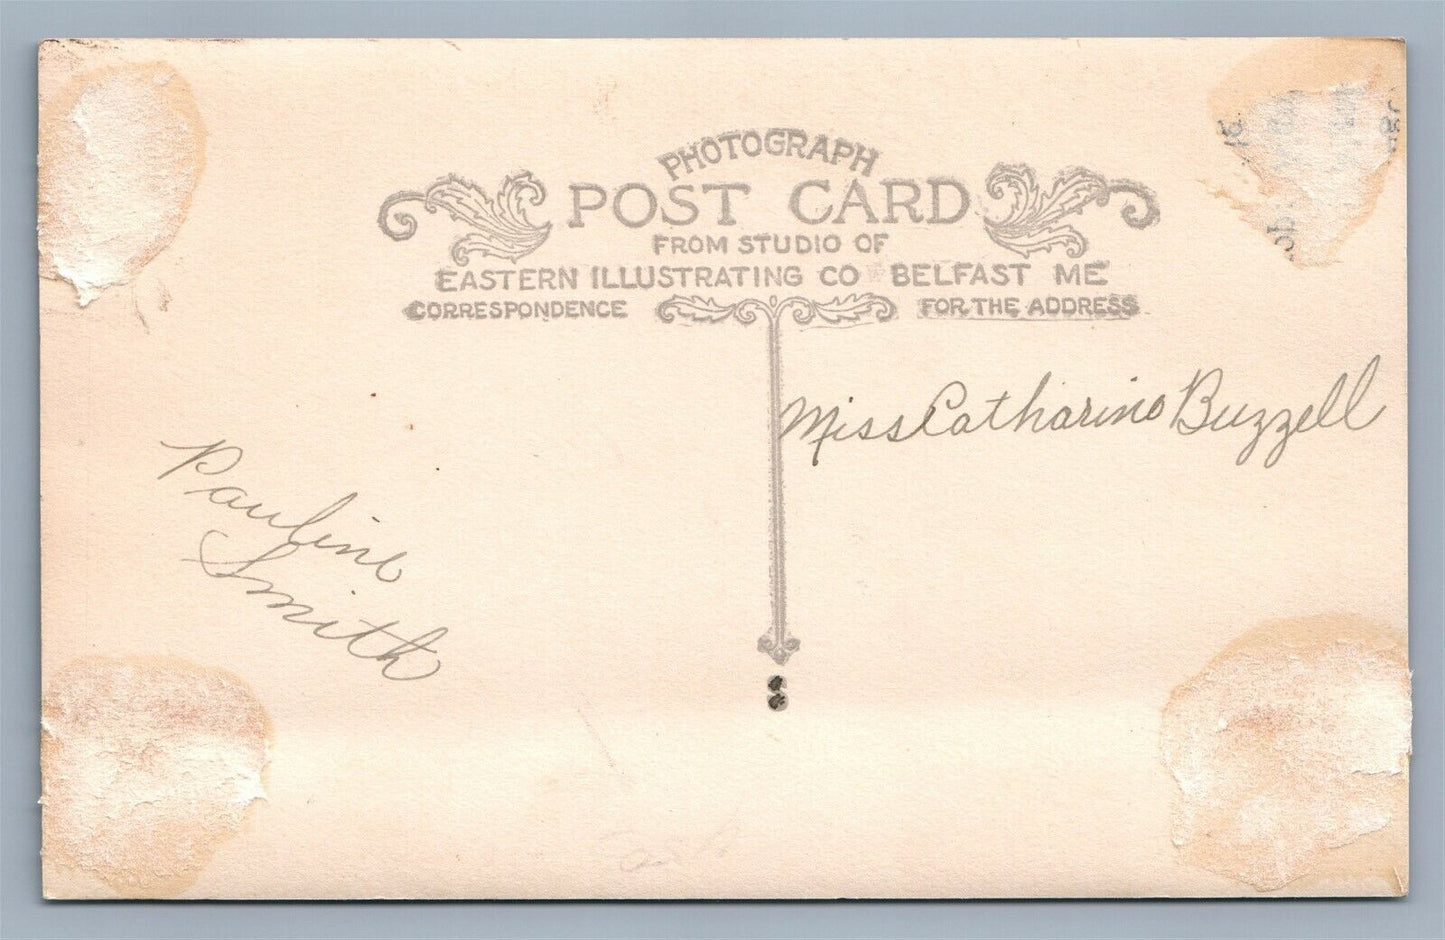 PHOTOGRAPH
POST CARD
FROM STUDIO OF
EASTERN ILLUSTRATING CO BELFAST ME
CORRESPONDENCE FOR THE ADDRESS
Miss Catharine Buzzell
Pauline
Smith